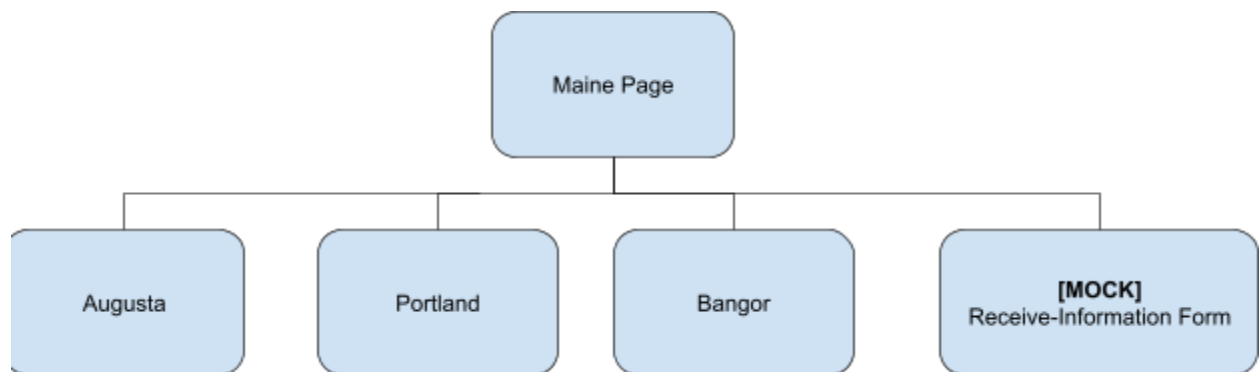 Maine Page
Augusta
Portland
Bangor
[MOCK]
Receive-Information Form